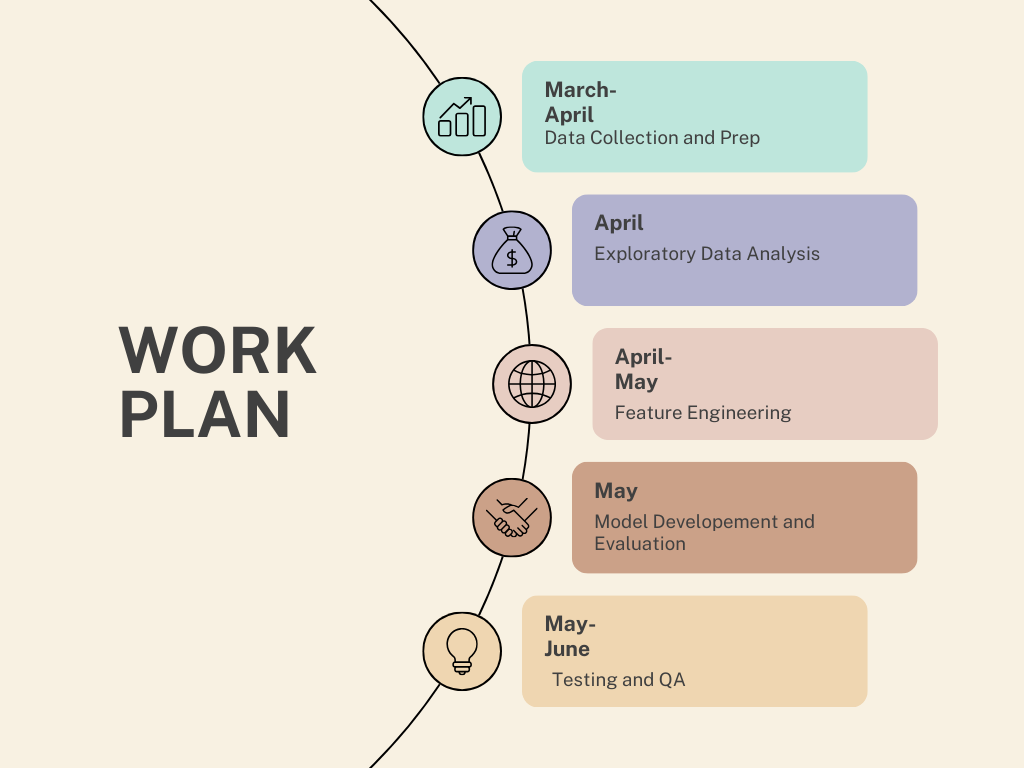 WORK
PLAN
March-
April
Data Collection and Prep
April
Exploratory Data Analysis
$
April-
May
Feature Engineering
May
Model Developement and
Evaluation
May-
June
Testing and QA